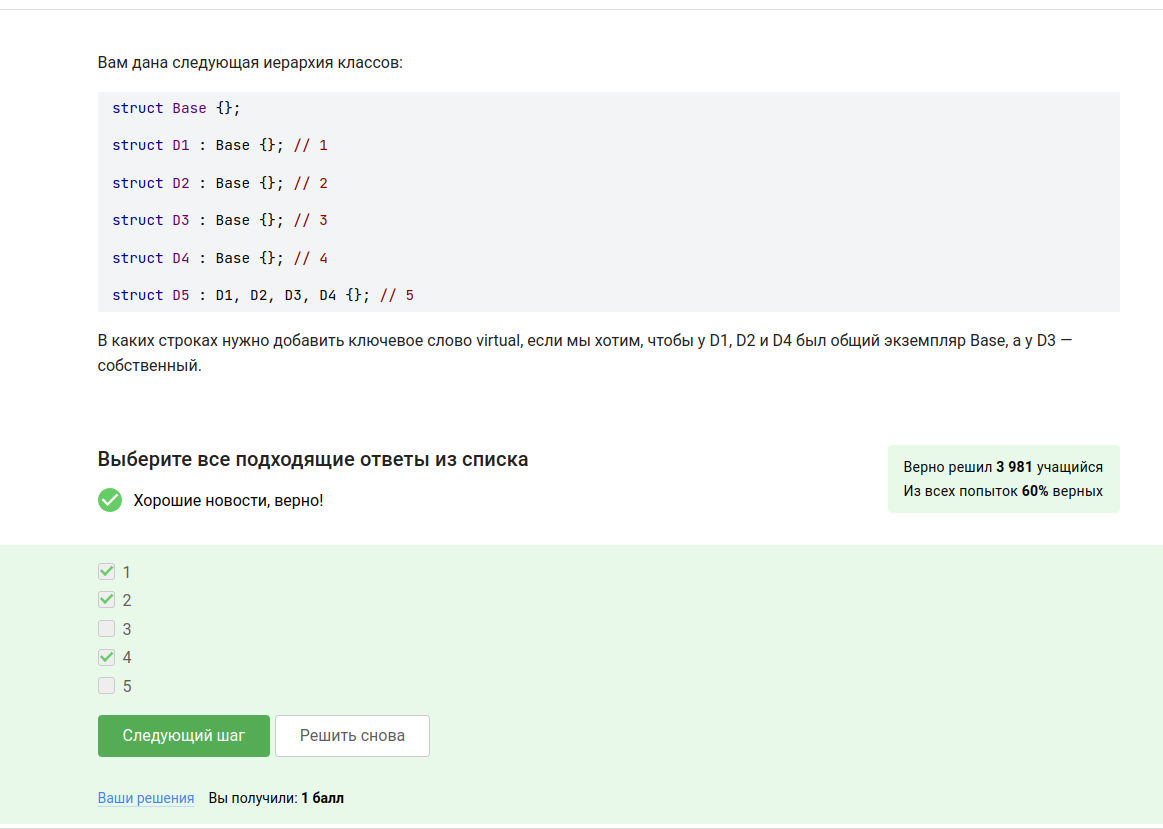 Вам дана следующая иерархия классов:
struct Base {};
struct D1 : Base {}; // 1
struct D2 : Base {}; // 2
struct D3 : Base {}; // 3
struct D4 : Base {}; // 4
struct D5 : D1, D2, D3, D4 {}; // 5
В каких строках нужно добавить ключевое слово virtual, если мы хотим, чтобы у D1, D2 и D4 был общий экземпляр Base, а у D3 —
собственный.
Выберите все подходящие ответы из списка
Верно решил 3 981 учащийся
Из всех попыток 60% верных
Хорошие новости, верно!
1
2
3
4
5
Следующий шаг
Решить снова
Ваши решения Вы получили: 1 балл